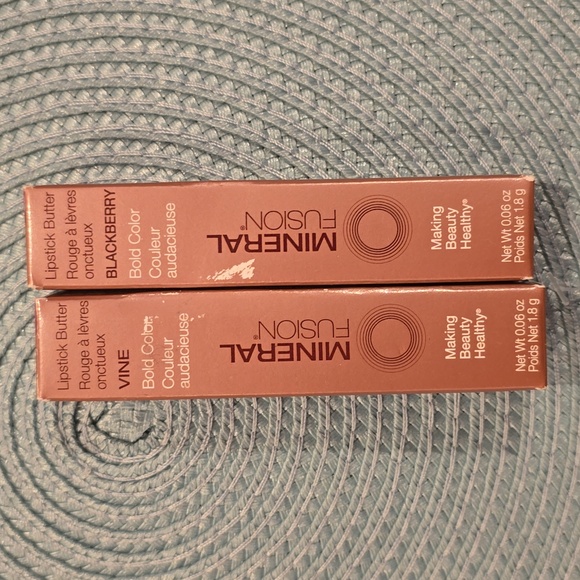 Lipstick Butter
Rouge à lèvres
onctueux
BLACKBERRY
Bold Color
Couleur
audacieuse
MINERAL
FUSION®
Making
Beauty
Healthy®
Net Wt 0.06 oz
Poids Net 1.8 g
Lipstick Butter
Rouge à lèvres
onctueux
VINE
Bold Color
Couleur
audacieuse
MINERAL
FUSION®
Making
Beauty
Healthy®
Net Wt 0.06 oz
Poids Net 1.8 g